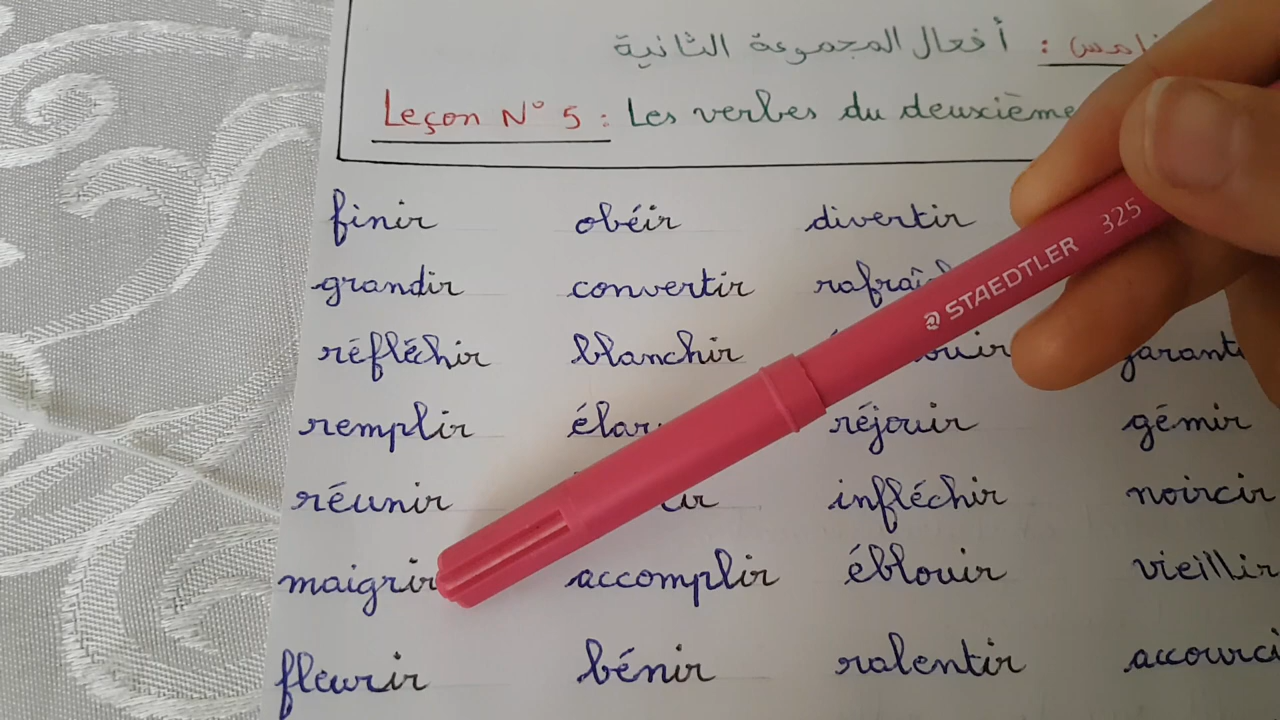 أفعال المجموعة الثانية :
Leçon N° 5 : Les verbes du deuxième
finir obéir divertir
grandir convertir
réfléchir blanchir
remplir réjouir gémir
réunir infléchir noircir
maigrir accomplir éblouir vieillir
fleurir bénir ralentir
STAEDTLER 325